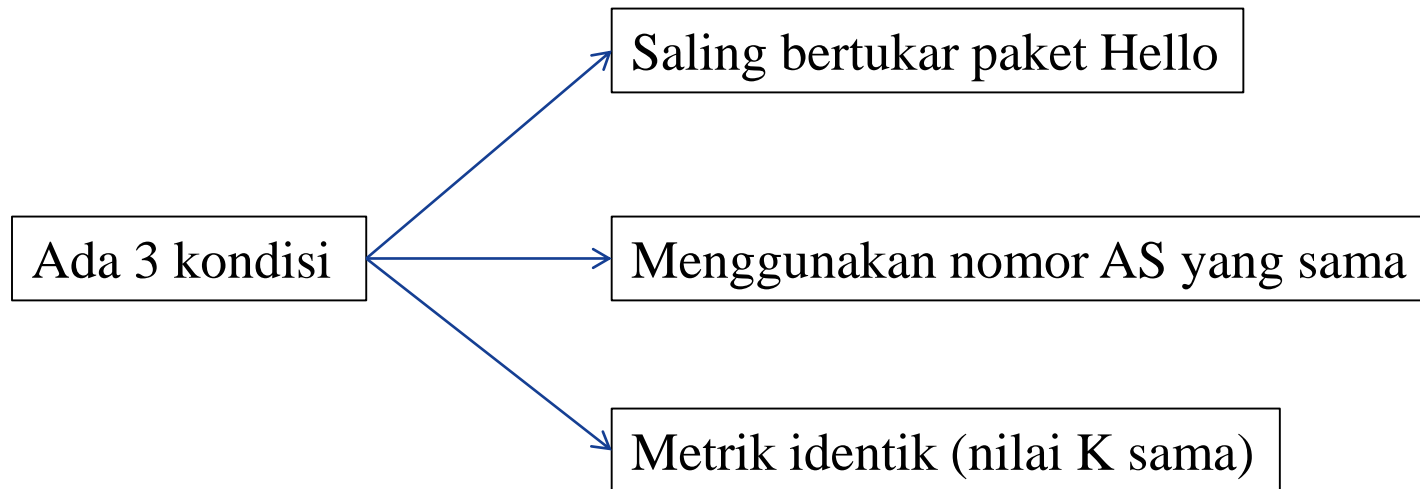 Saling bertukar paket Hello
Ada 3 kondisi
Menggunakan nomor AS yang sama
Metrik identik (nilai K sama)